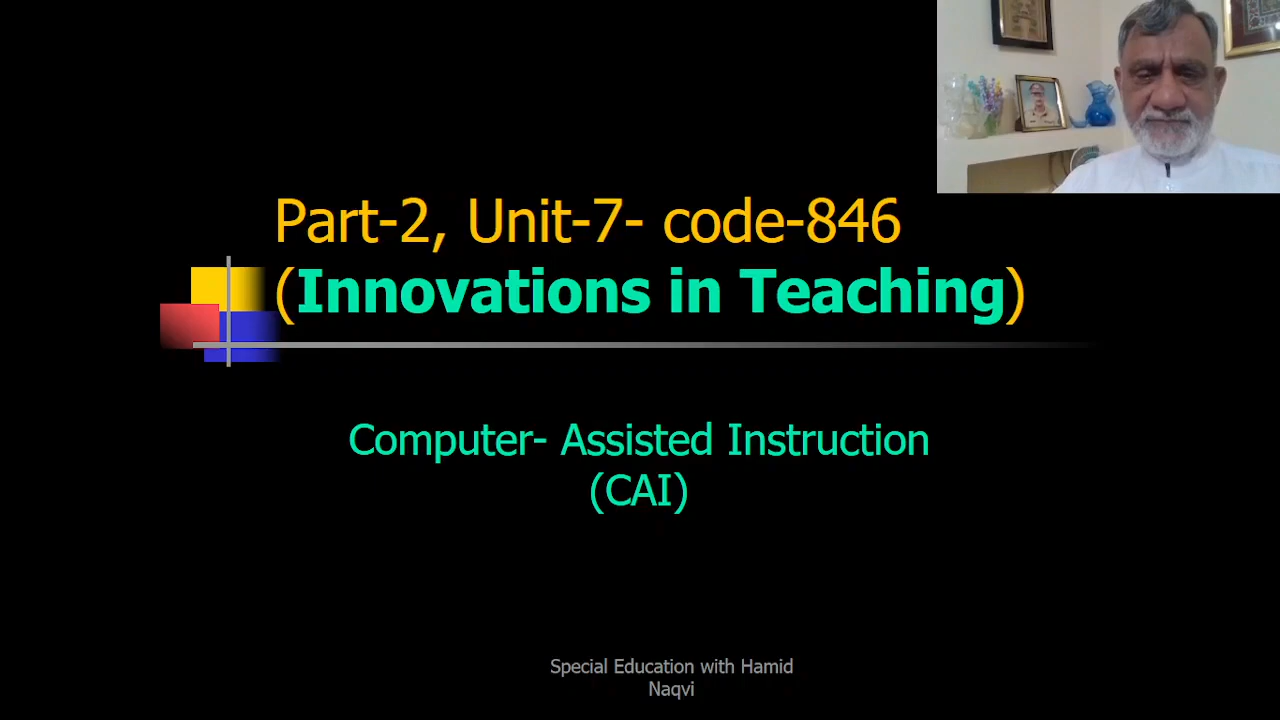 Part-2, Unit-7- code-846
(Innovations in Teaching)
Computer- Assisted Instruction
(CAI)
Special Education with Hamid
Naqvi